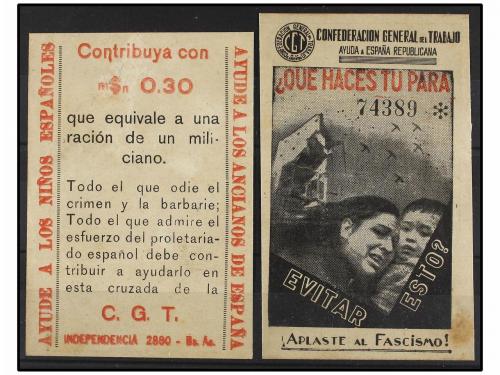 AYUDE A LOS NIÑOS ESPAÑOLES
Contribuya con
m$n 0.30
que equivale a una
ración de un mili-
ciano.
Todo el que odie el
crimen y la barbarie;
Todo el que admire el
esfuerzo del proletaria-
do español debe con-
tribuir a ayudarlo en
esta cruzada de la
C. G. T.
INDEPENDENCIA 2880 - Bs. As.
AYUDE A LOS ANCIANOS DE ESPAÑA
CGT
CONFEDERACION GENERAL DEL TRABAJO
AYUDA A ESPAÑA REPUBLICANA
¿QUE HACES TU PARA
74389 *
EVITAR
ESTO?
¡APLASTE AL FASCISMO!